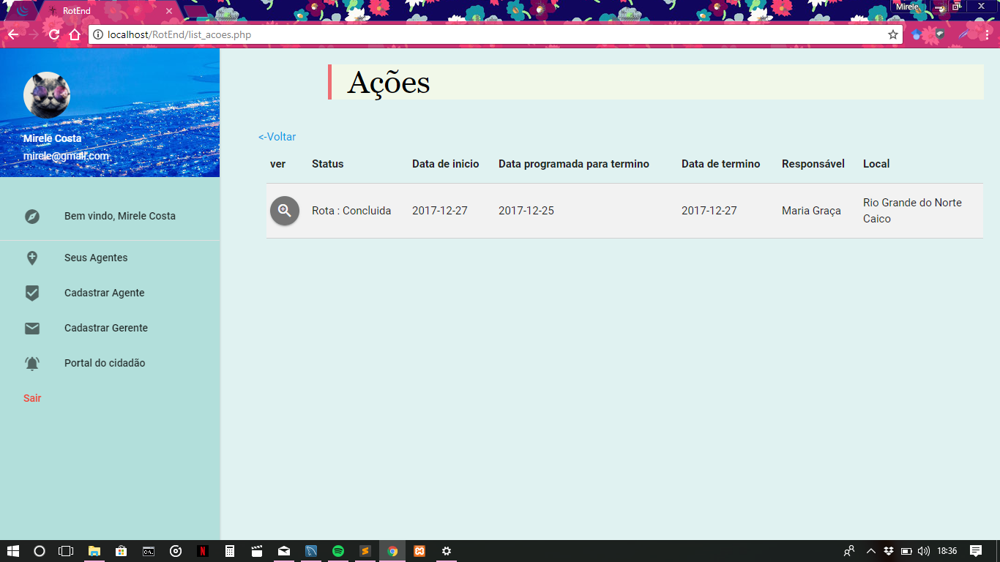 RotEnd
Mirele
localhost/RotEnd/list_acoes.php
Mirele Costa
mirele@gmail.com
Bem vindo, Mirele Costa
Seus Agentes
Cadastrar Agente
Cadastrar Gerente
Portal do cidadão
Sair
Ações
<-Voltar
ver Status Data de inicio Data programada para termino Data de termino Responsável Local
Rota : Concluida 2017-12-27 2017-12-25 2017-12-27 Maria Graça Rio Grande do Norte
Caico
18:36